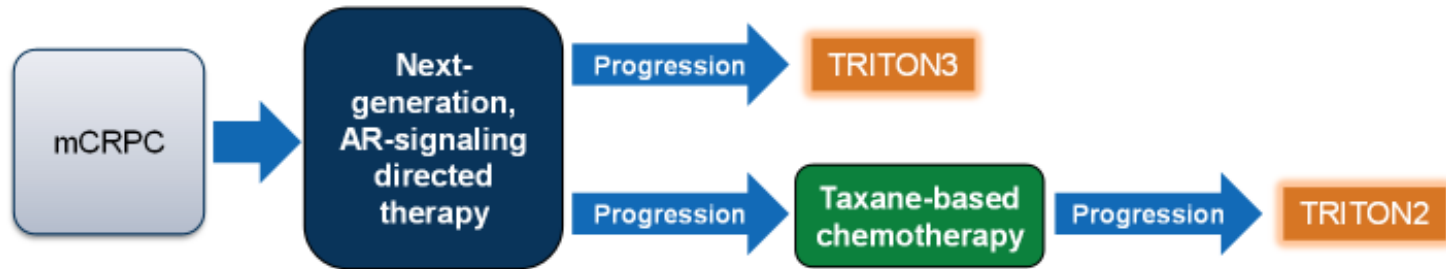 mCRPC
Next-
generation,
AR-signaling
directed
therapy
Progression
TRITON3
Progression
Taxane-based
chemotherapy
Progression
TRITON2